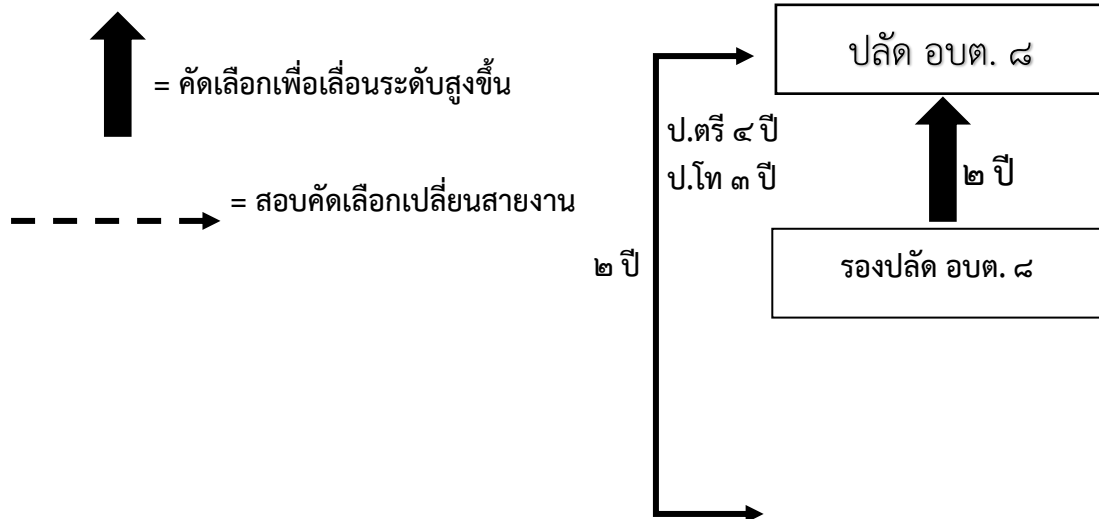 = คัดเลือกเพื่อเลื่อนระดับสูงขึ้น
= สอบคัดเลือกเปลี่ยนสายงาน
ปลัด อบต. ๘
ป.ตรี ๔ ปี
ป.โท ๓ ปี
๒ ปี
๒ ปี
รองปลัด อบต. ๘